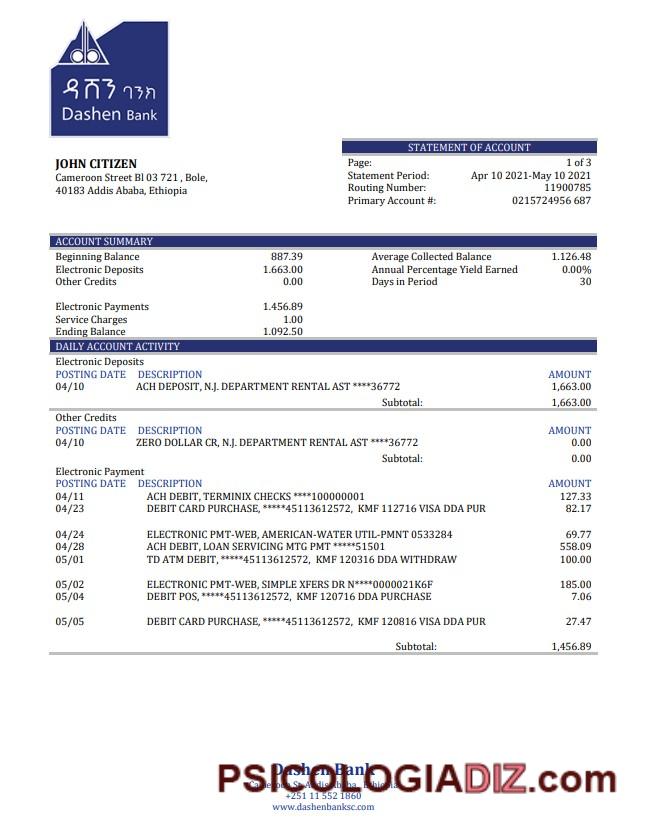 ዳሸን ባንክ
Dashen Bank
STATEMENT OF ACCOUNT
JOHN CITIZEN
Cameroon Street Bl 03 721 , Bole,
40183 Addis Ababa, Ethiopia
Page: 1 of 3
Statement Period: Apr 10 2021-May 10 2021
Routing Number: 11900785
Primary Account #: 0215724956 687
ACCOUNT SUMMARY
Beginning Balance 887.39 Average Collected Balance 1.126.48
Electronic Deposits 1.663.00 Annual Percentage Yield Earned 0.00%
Other Credits 0.00 Days in Period 30
Electronic Payments 1.456.89
Service Charges 1.00
Ending Balance 1.092.50
DAILY ACCOUNT ACTIVITY
Electronic Deposits
POSTING DATE DESCRIPTION AMOUNT
04/10 ACH DEPOSIT, N.J. DEPARTMENT RENTAL AST ****36772 1,663.00
Subtotal: 1,663.00
Other Credits
POSTING DATE DESCRIPTION AMOUNT
04/10 ZERO DOLLAR CR, N.J. DEPARTMENT RENTAL AST ****36772 0.00
Subtotal: 0.00
Electronic Payment
POSTING DATE DESCRIPTION AMOUNT
04/11 ACH DEBIT, TERMINIX CHECKS ****100000001 127.33
04/23 DEBIT CARD PURCHASE, *****45113612572, KMF 112716 VISA DDA PUR 82.17
04/24 ELECTRONIC PMT-WEB, AMERICAN-WATER UTIL-PMNT 0533284 69.77
04/28 ACH DEBIT, LOAN SERVICING MTG PMT *****51501 558.09
05/01 TD ATM DEBIT, *****45113612572, KMF 120316 DDA WITHDRAW 100.00
05/02 ELECTRONIC PMT-WEB, SIMPLE XFERS DR N****0000021K6F 185.00
05/04 DEBIT POS, *****45113612572, KMF 120716 DDA PURCHASE 7.06
05/05 DEBIT CARD PURCHASE, *****45113612572, KMF 120816 VISA DDA PUR 27.47
Subtotal: 1,456.89
Dashen Bank
PSICOLOGIADIZ.com
+251 11 552 1860
www.dashenbanksc.com